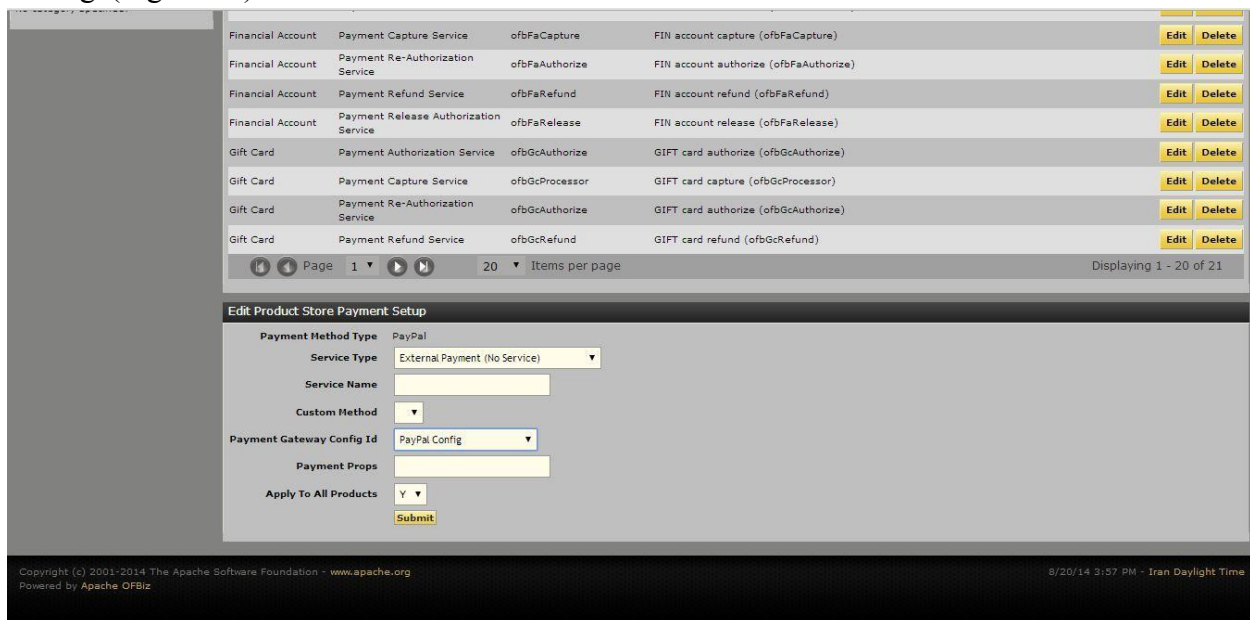 Financial Account Payment Capture Service ofbFaCapture FIN account capture (ofbFaCapture) Edit Delete
Financial Account Payment Re-Authorization Service ofbFaAuthorize FIN account authorize (ofbFaAuthorize) Edit Delete
Financial Account Payment Refund Service ofbFaRefund FIN account refund (ofbFaRefund) Edit Delete
Financial Account Payment Release Authorization Service ofbFaRelease FIN account release (ofbFaRelease) Edit Delete
Gift Card Payment Authorization Service ofbGcAuthorize GIFT card authorize (ofbGcAuthorize) Edit Delete
Gift Card Payment Capture Service ofbGcProcessor GIFT card capture (ofbGcProcessor) Edit Delete
Gift Card Payment Re-Authorization Service ofbGcAuthorize GIFT card authorize (ofbGcAuthorize) Edit Delete
Gift Card Payment Refund Service ofbGcRefund GIFT card refund (ofbGcRefund) Edit Delete
Page 1 20 Items per page Displaying 1 - 20 of 21
Edit Product Store Payment Setup
Payment Method Type PayPal
Service Type External Payment (No Service)
Service Name
Custom Method
Payment Gateway Config Id PayPal Config
Payment Props
Apply To All Products Y
Submit
Copyright (c) 2001-2014 The Apache Software Foundation - www.apache.org 8/20/14 3:57 PM - Iran Daylight Time
Powered by Apache OFBiz